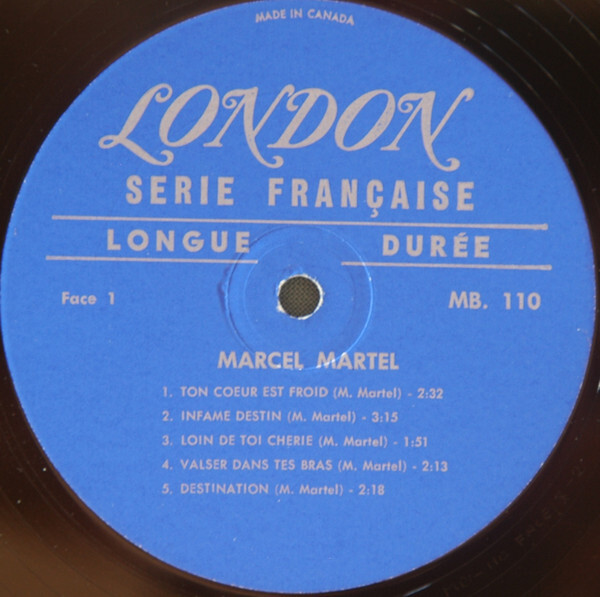 MADE IN CANADA
LONDON
SERIE FRANÇAISE
LONGUE DURÉE
Face 1 MB. 110
MARCEL MARTEL
1. TON COEUR EST FROID (M. Martel) - 2:32
2. INFAME DESTIN (M. Martel) - 3:15
3. LOIN DE TOI CHERIE (M. Martel) - 1:51
4. VALSER DANS TES BRAS (M. Martel) - 2:13
5. DESTINATION (M. Martel) - 2:18